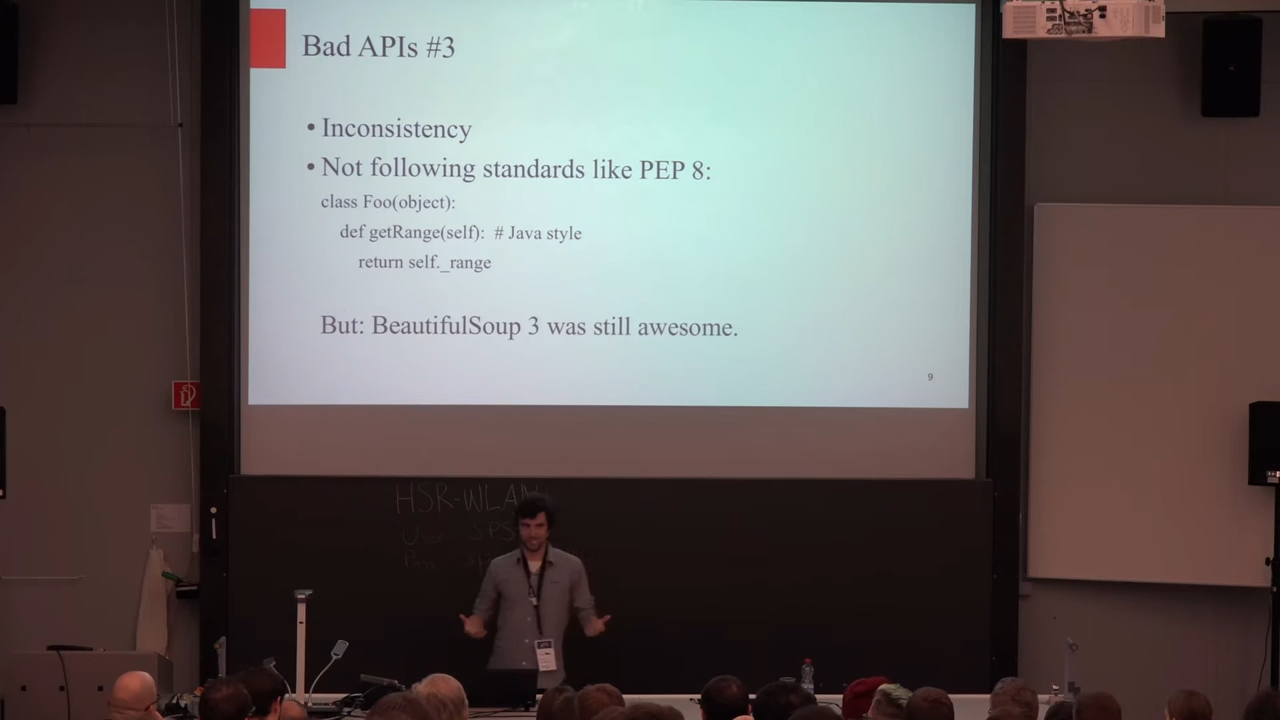 Bad APIs #3
• Inconsistency
• Not following standards like PEP 8:
class Foo(object):
def getRange(self):  # Java style
return self._range
But: BeautifulSoup 3 was still awesome.
9
HSR-WLAN